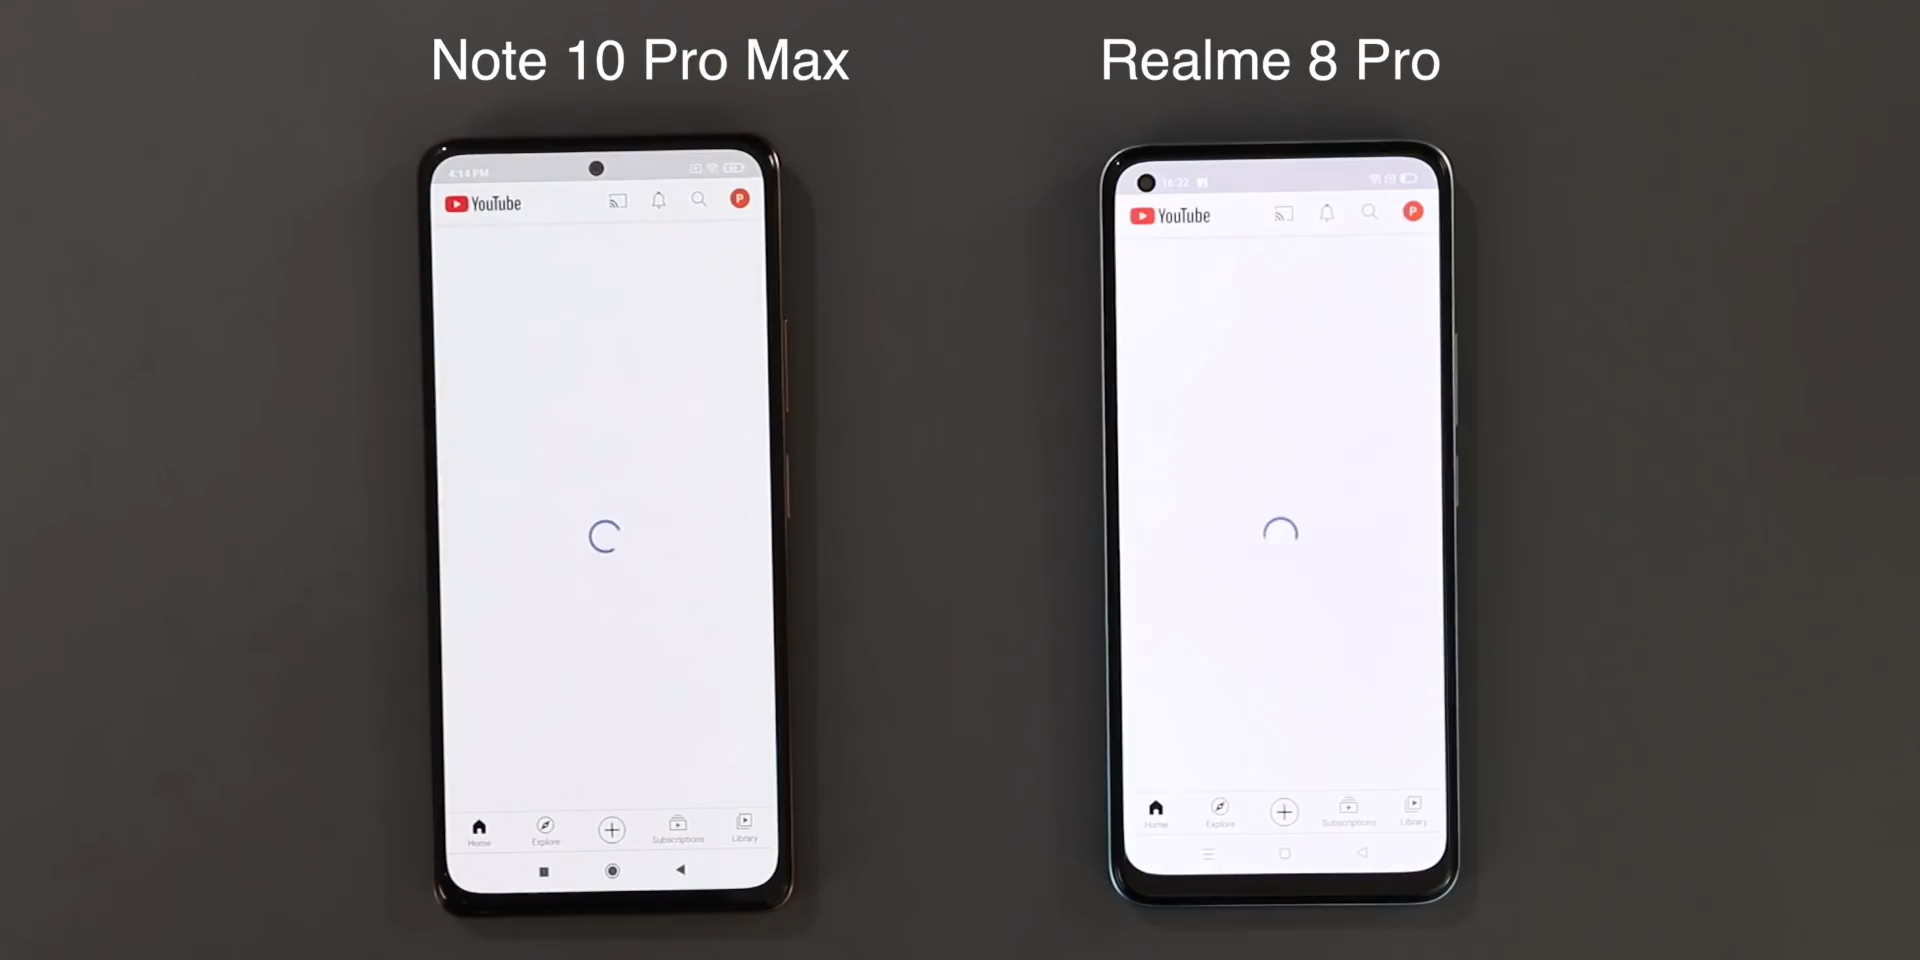 Note 10 Pro Max
Realme 8 Pro
4:14 PM
YouTube
P
Home
Explore
Subscriptions
Library
16:22
YouTube
P
Home
Explore
Subscriptions
Library